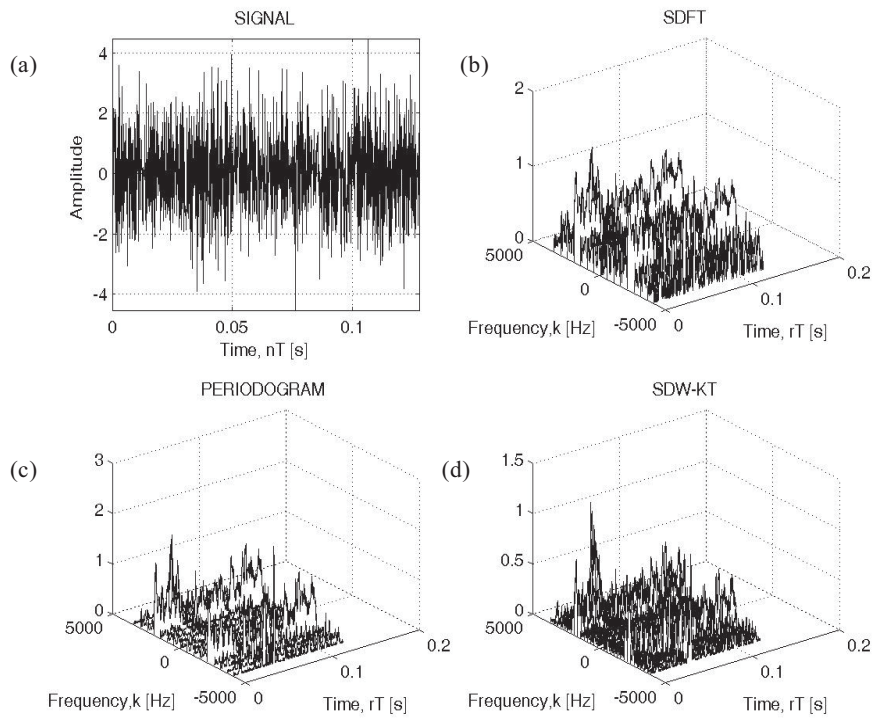 SIGNAL
(a)
4
2
0
-2
-4
Amplitude
0
0.05
0.1
Time, nT [s]
SDFT
(b)
2
1
0
5000
0
-5000
Frequency,k [Hz]
0
0.1
0.2
Time, rT [s]
PERIODOGRAM
(c)
3
2
1
0
5000
0
-5000
Frequency,k [Hz]
0
0.1
0.2
Time, rT [s]
SDW-KT
(d)
1.5
1
0.5
0
5000
0
-5000
Frequency,k [Hz]
0
0.1
0.2
Time, rT [s]